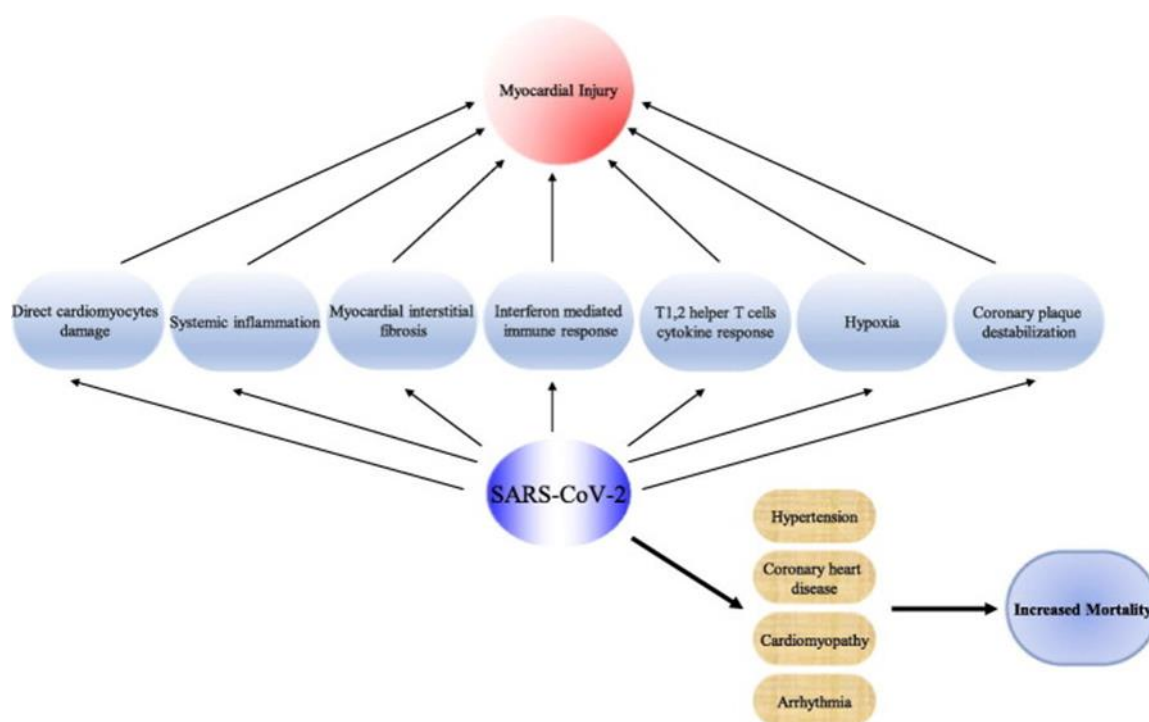 Myocardial Injury
Direct cardiomyocytes
damage
Systemic inflammation
Myocardial interstitial
fibrosis
Interferon mediated
immune response
T1,2 helper T cells
cytokine response
Hypoxia
Coronary plaque
destabilization
SARS-CoV-2
Hypertension
Coronary heart
disease
Cardiomyopathy
Arrhythmia
Increased Mortality